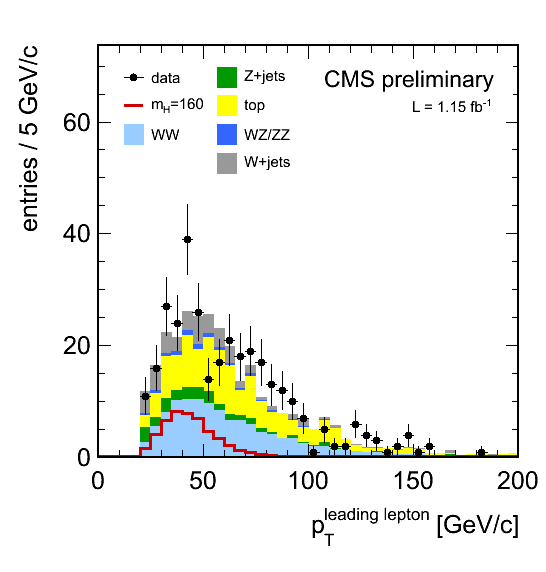 entries / 5 GeV/c
data
m_H=160
WW
Z+jets
top
WZ/ZZ
W+jets
CMS preliminary
L = 1.15 fb⁻¹
60
40
20
0
0 50 100 150 200
p_T^leading lepton [GeV/c]